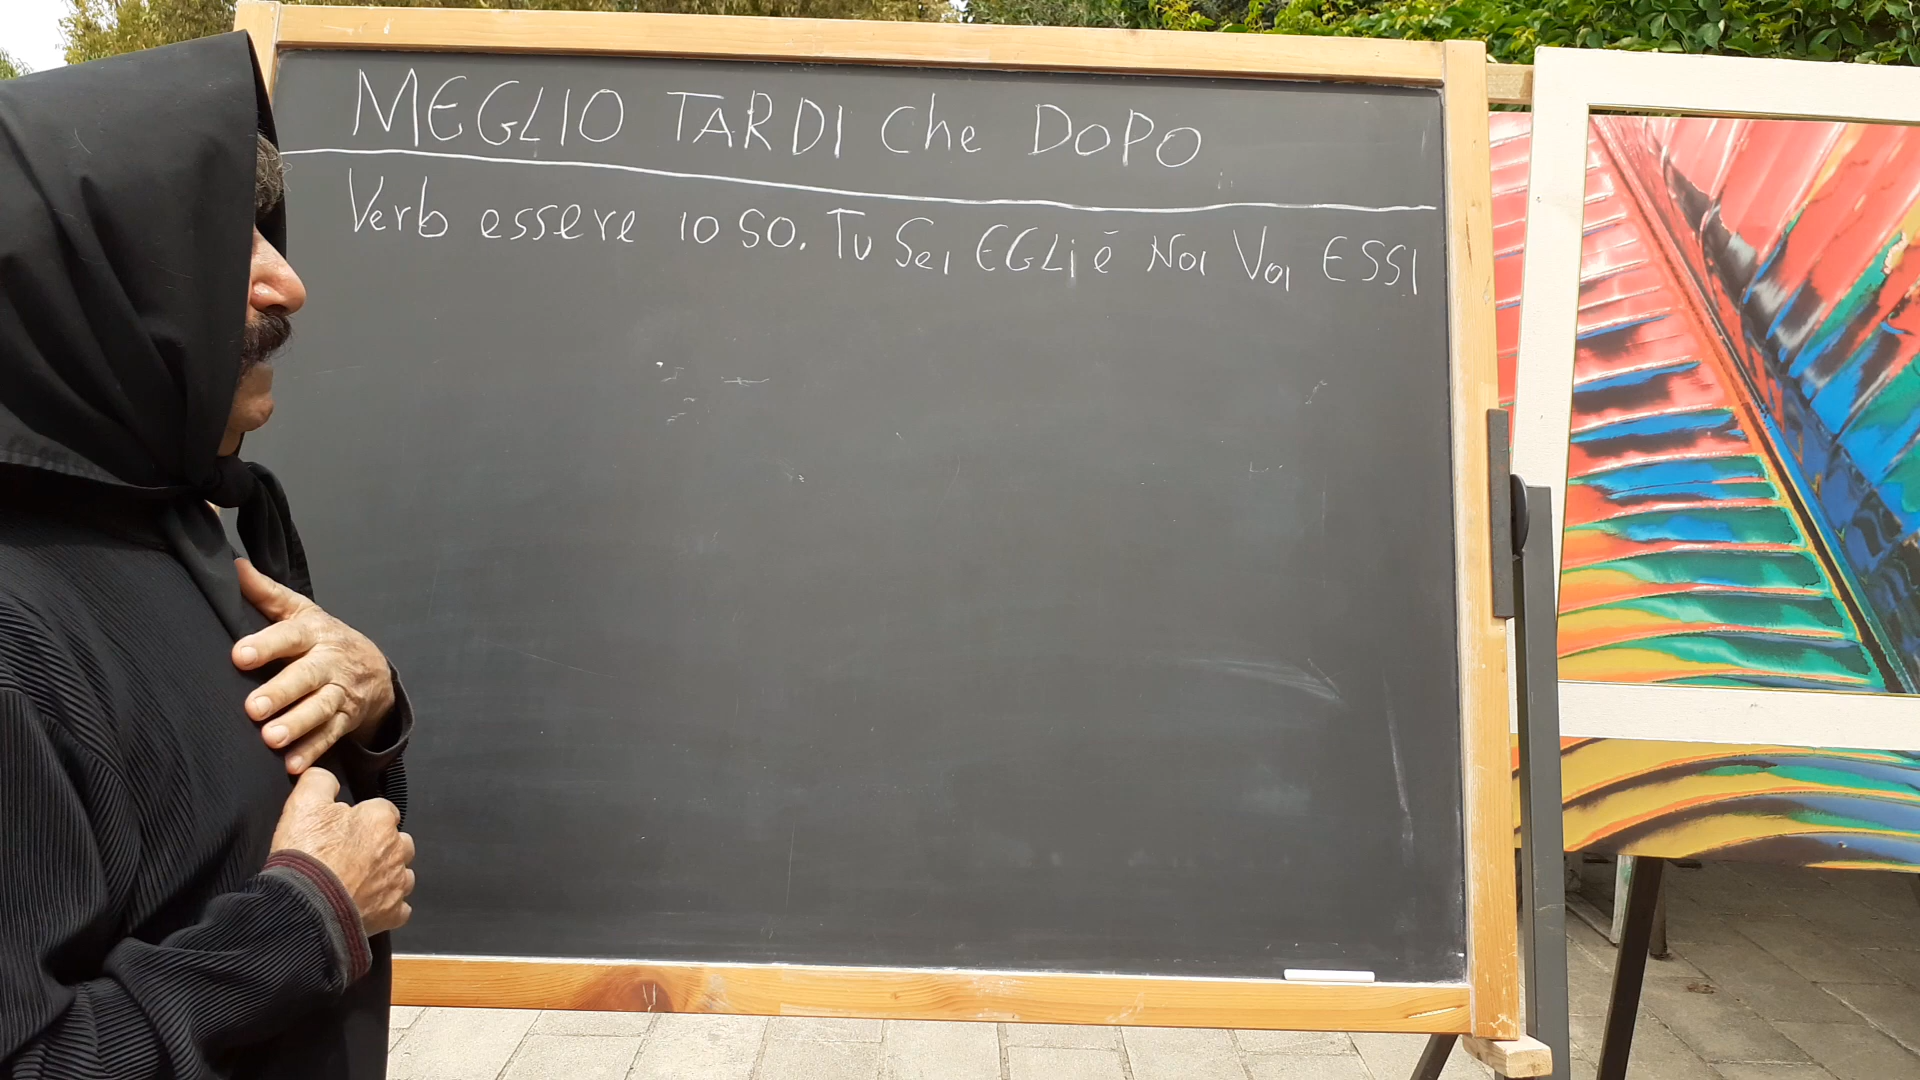 MEGLIO TARDI Che DOPO
Verb essere IO SO. TU Sei EGLi ē Noi Voi ESSI